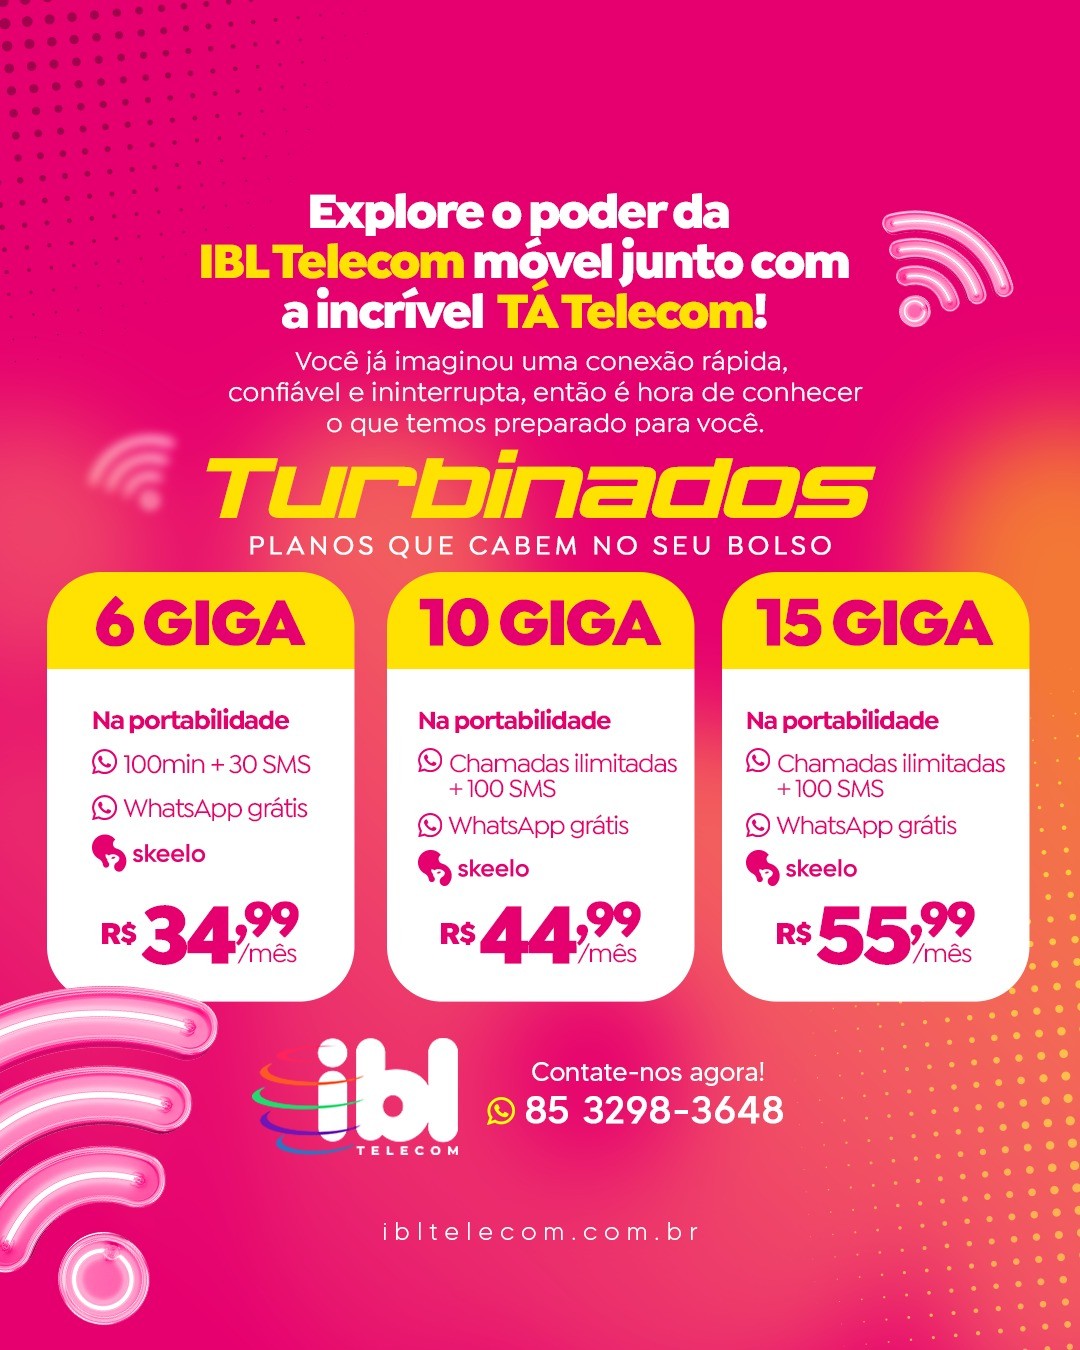 Explore o poder da
IBL Telecom móvel junto com
a incrível TÁ Telecom!
Você já imaginou uma conexão rápida,
confiável e ininterrupta, então é hora de conhecer
o que temos preparado para você.
Turbinados
PLANOS QUE CABEM NO SEU BOLSO
6 GIGA
Na portabilidade
100min + 30 SMS
WhatsApp grátis
skeelo
R$ 34,99
/mês
10 GIGA
Na portabilidade
Chamadas ilimitadas
+ 100 SMS
WhatsApp grátis
skeelo
R$ 44,99
/mês
15 GIGA
Na portabilidade
Chamadas ilimitadas
+ 100 SMS
WhatsApp grátis
skeelo
R$ 55,99
/mês
ibl
TELECOM
Contate-nos agora!
85 3298-3648
ibltelecom.com.br